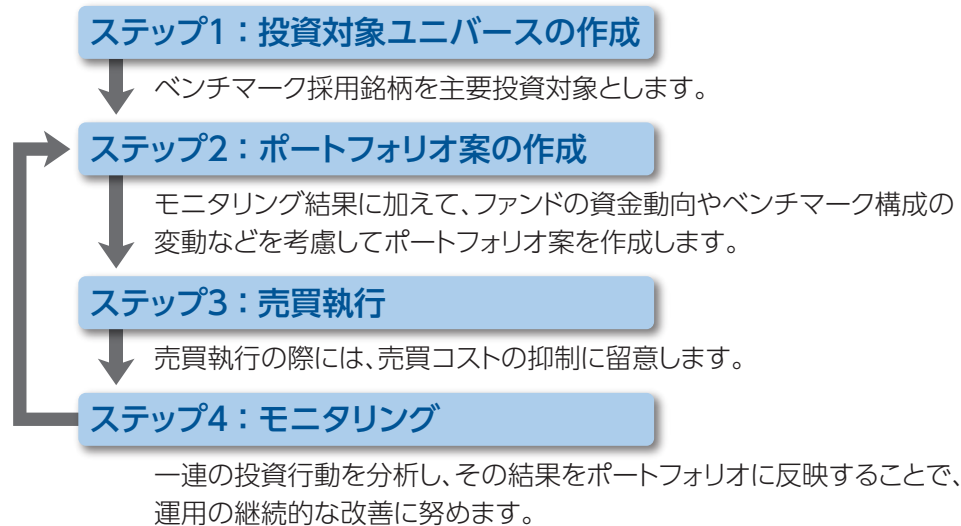 ステップ1：投資対象ユニバースの作成
ベンチマーク採用銘柄を主要投資対象とします。
ステップ2：ポートフォリオ案の作成
モニタリング結果に加えて、ファンドの資金動向やベンチマーク構成の
変動などを考慮してポートフォリオ案を作成します。
ステップ3：売買執行
売買執行の際には、売買コストの抑制に留意します。
ステップ4：モニタリング
一連の投資行動を分析し、その結果をポートフォリオに反映することで、
運用の継続的な改善に努めます。